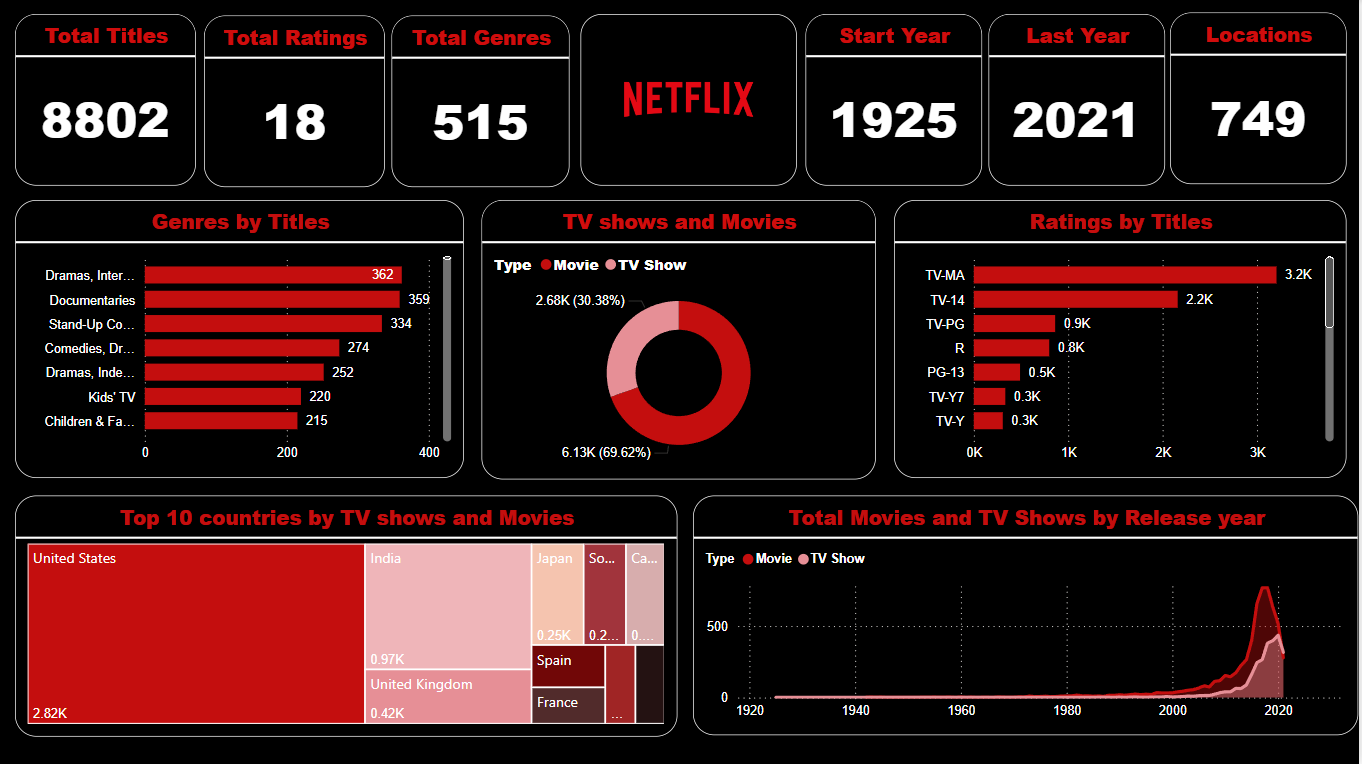 Total Titles
8802
Total Ratings
18
Total Genres
515
NETFLIX
Start Year
1925
Last Year
2021
Locations
749
Genres by Titles
Dramas, Inter... 362
Documentaries 359
Stand-Up Co... 334
Comedies, Dr... 274
Dramas, Inde... 252
Kids' TV 220
Children & Fa... 215
0 200 400
TV shows and Movies
Type Movie TV Show
2.68K (30.38%)
6.13K (69.62%)
Ratings by Titles
TV-MA 3.2K
TV-14 2.2K
TV-PG 0.9K
R 0.8K
PG-13 0.5K
TV-Y7 0.3K
TV-Y 0.3K
0K 1K 2K 3K
Top 10 countries by TV shows and Movies
United States
2.82K
India
0.97K
United Kingdom
0.42K
Japan
0.25K
So...
0.2...
Ca...
0....
Spain
France
...
Total Movies and TV Shows by Release year
Type Movie TV Show
500
0
1920 1940 1960 1980 2000 2020